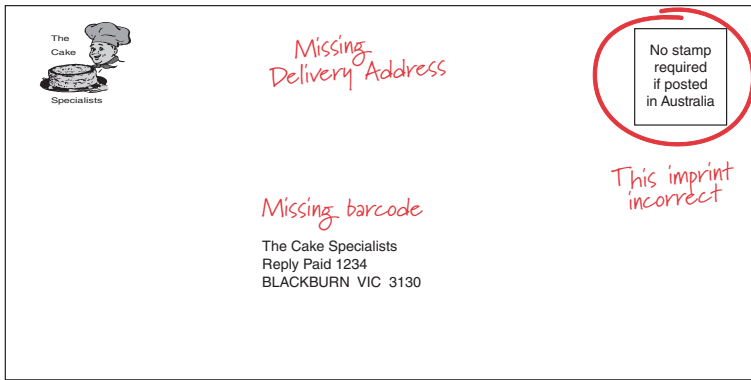 The
Cake
Specialists
Missing
Delivery Address
No stamp
required
if posted
in Australia
This imprint
incorrect
Missing barcode
The Cake Specialists
Reply Paid 1234
BLACKBURN VIC 3130